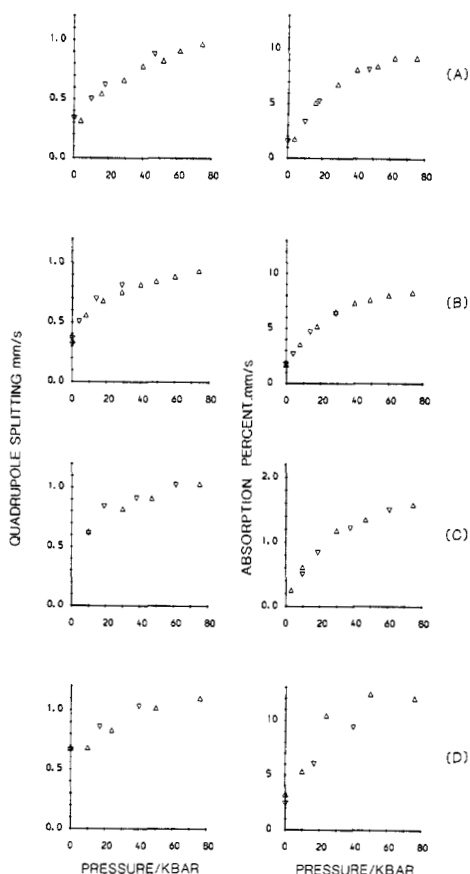 1.0 10 (A)
0.5 5
0.0 0
0 20 40 60 80 0 20 40 60 80
1.0 10 (B)
0.5 5
0.0 0
0 20 40 60 80 0 20 40 60 80
QUADRUPOLE SPLITTING mm/s
ABSORPTION PERCENT.mm/s
1.0 2.0 (C)
0.5 1.0
0.0 0.0
0 20 40 60 80 0 20 40 60 80
1.0 10 (D)
0.5 5
0.0 0
0 20 40 60 80 0 20 40 60 80
PRESSURE/KBAR PRESSURE/KBAR